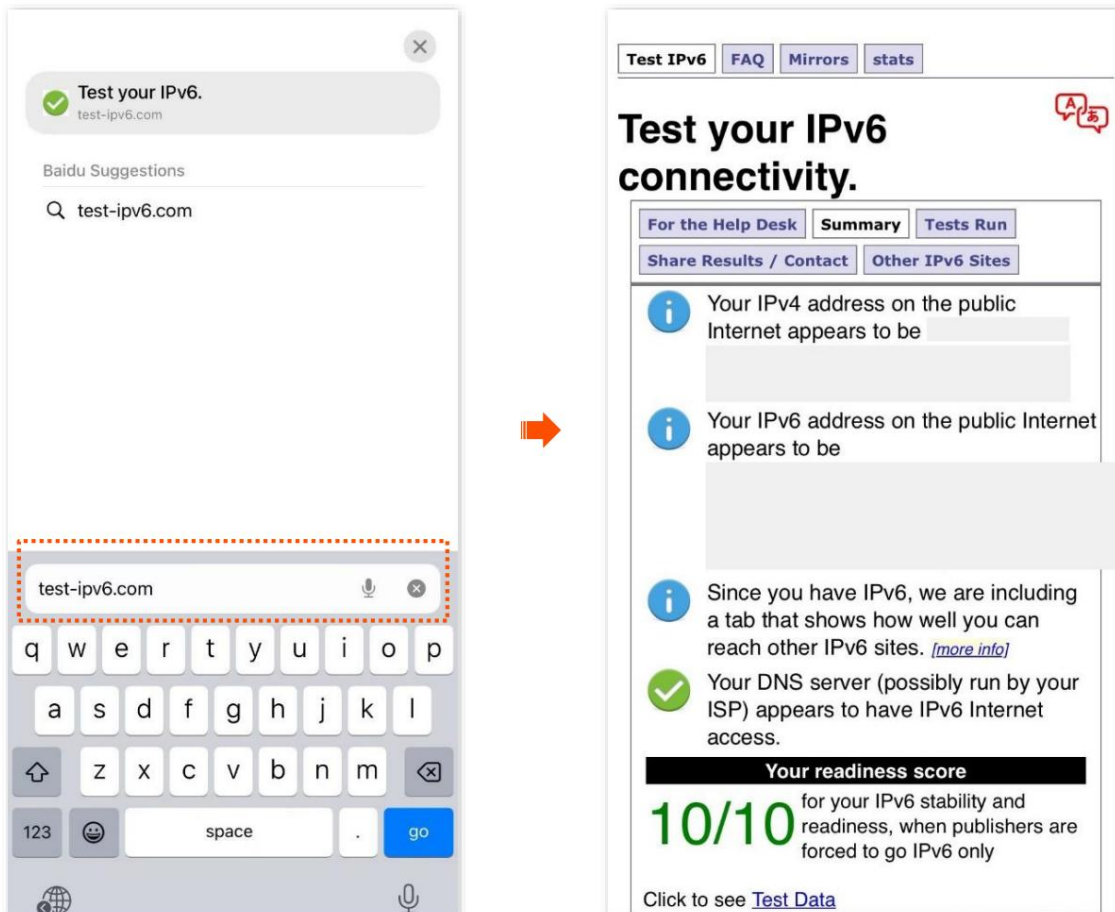 Test your IPv6.
test-ipv6.com
Baidu Suggestions
test-ipv6.com
test-ipv6.com
q w e r t y u i o p
a s d f g h j k l
z x c v b n m
123 space . go
Test IPv6 FAQ Mirrors stats
A あ
Test your IPv6
connectivity.
For the Help Desk Summary Tests Run
Share Results / Contact Other IPv6 Sites
Your IPv4 address on the public
Internet appears to be
Your IPv6 address on the public Internet
appears to be
Since you have IPv6, we are including
a tab that shows how well you can
reach other IPv6 sites. [more info]
Your DNS server (possibly run by your
ISP) appears to have IPv6 Internet
access.
Your readiness score
10/10 for your IPv6 stability and
readiness, when publishers are
forced to go IPv6 only
Click to see Test Data